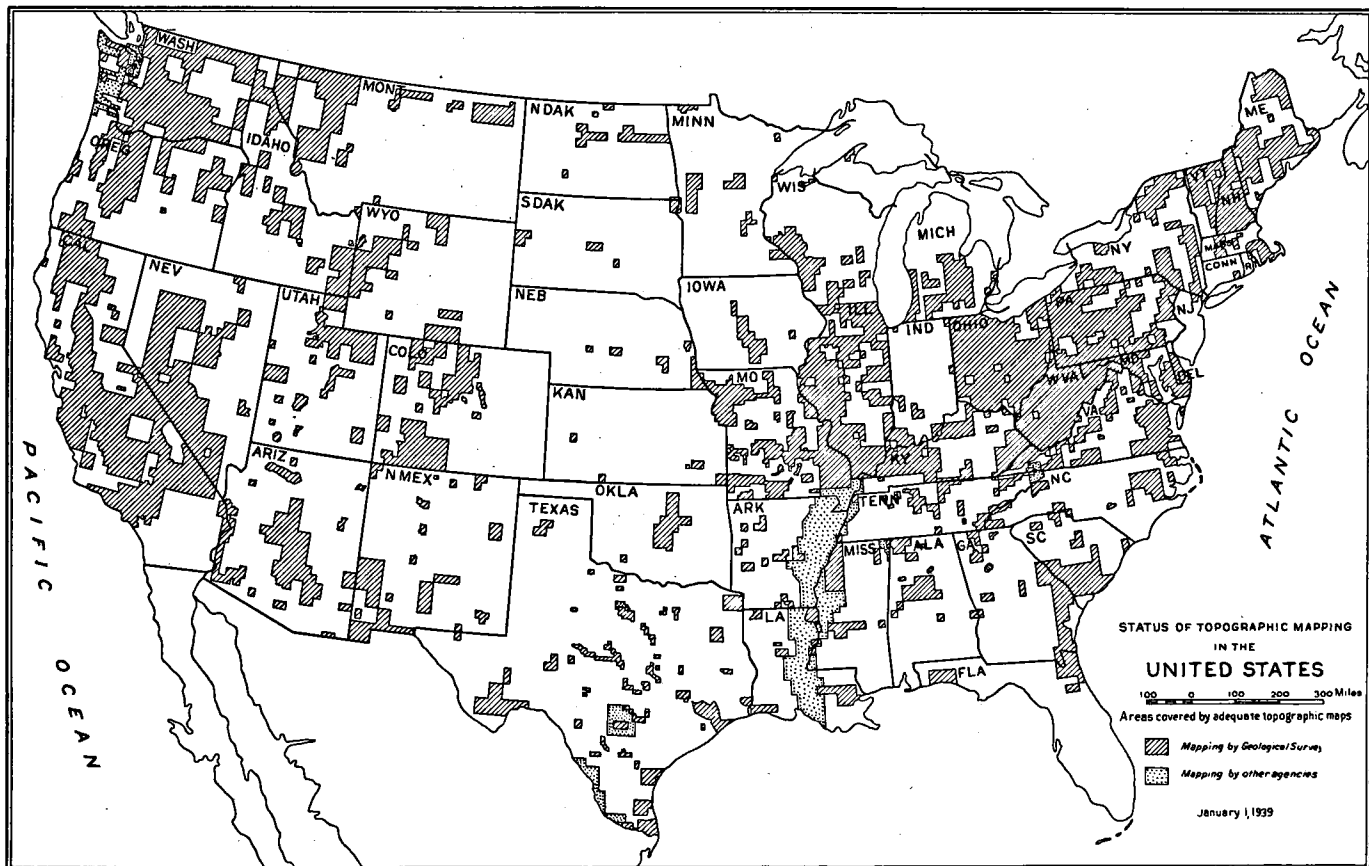 WASH
MONT
NDAK
MINN
ME
OREG
IDAHO
WIS
VT
NH
SDAK
WYO
MICH
NY
MASS
CONN
RI
CAL
NEV
UTAH
NEB
IOWA
ILL
IND
OHIO
PA
NJ
COLO
MO
W VA
MD
DEL
KAN
VA
KY
ARIZ
N MEX
OKLA
TEXAS
ARK
TENN
NC
MISS
ALA
GA
SC
LA
FLA
PACIFIC
OCEAN
ATLANTIC OCEAN
STATUS OF TOPOGRAPHIC MAPPING
IN THE
UNITED STATES
100 0 100 200 300 Miles
Areas covered by adequate topographic maps
Mapping by Geological Survey
Mapping by other agencies
January 1, 1939